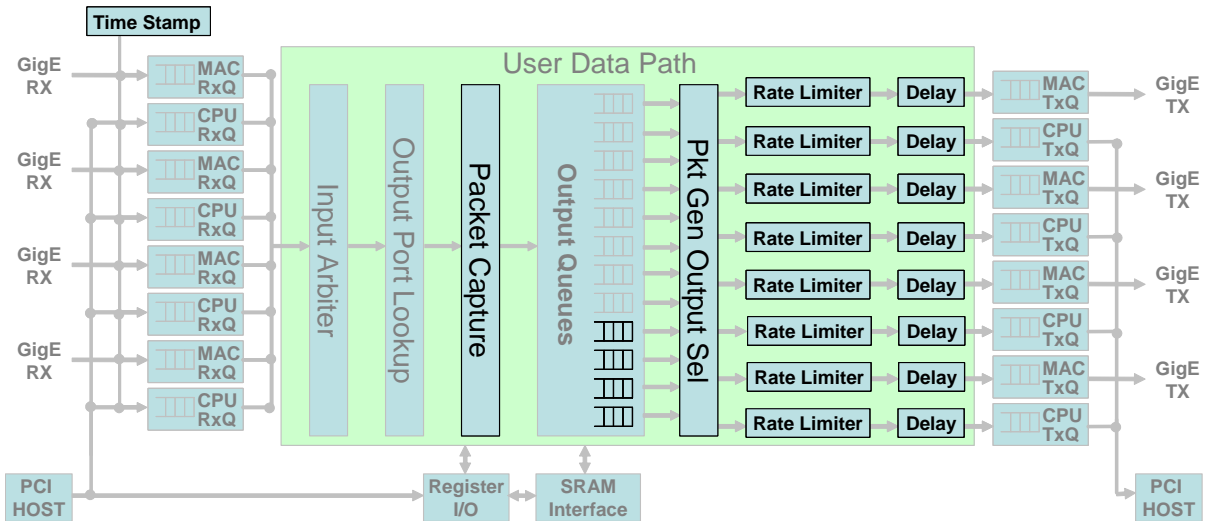 Time Stamp
User Data Path
GigE
RX
MAC
RxQ
CPU
RxQ
GigE
RX
MAC
RxQ
CPU
RxQ
GigE
RX
MAC
RxQ
CPU
RxQ
GigE
RX
MAC
RxQ
CPU
RxQ
PCI
HOST
Input Arbiter
Output Port Lookup
Packet Capture
Output Queues
Pkt Gen Output Sel
Register
I/O
SRAM
Interface
Rate Limiter
Delay
Rate Limiter
Delay
Rate Limiter
Delay
Rate Limiter
Delay
Rate Limiter
Delay
Rate Limiter
Delay
Rate Limiter
Delay
Rate Limiter
Delay
MAC
TxQ
GigE
TX
CPU
TxQ
MAC
TxQ
GigE
TX
CPU
TxQ
MAC
TxQ
GigE
TX
CPU
TxQ
MAC
TxQ
GigE
TX
CPU
TxQ
PCI
HOST